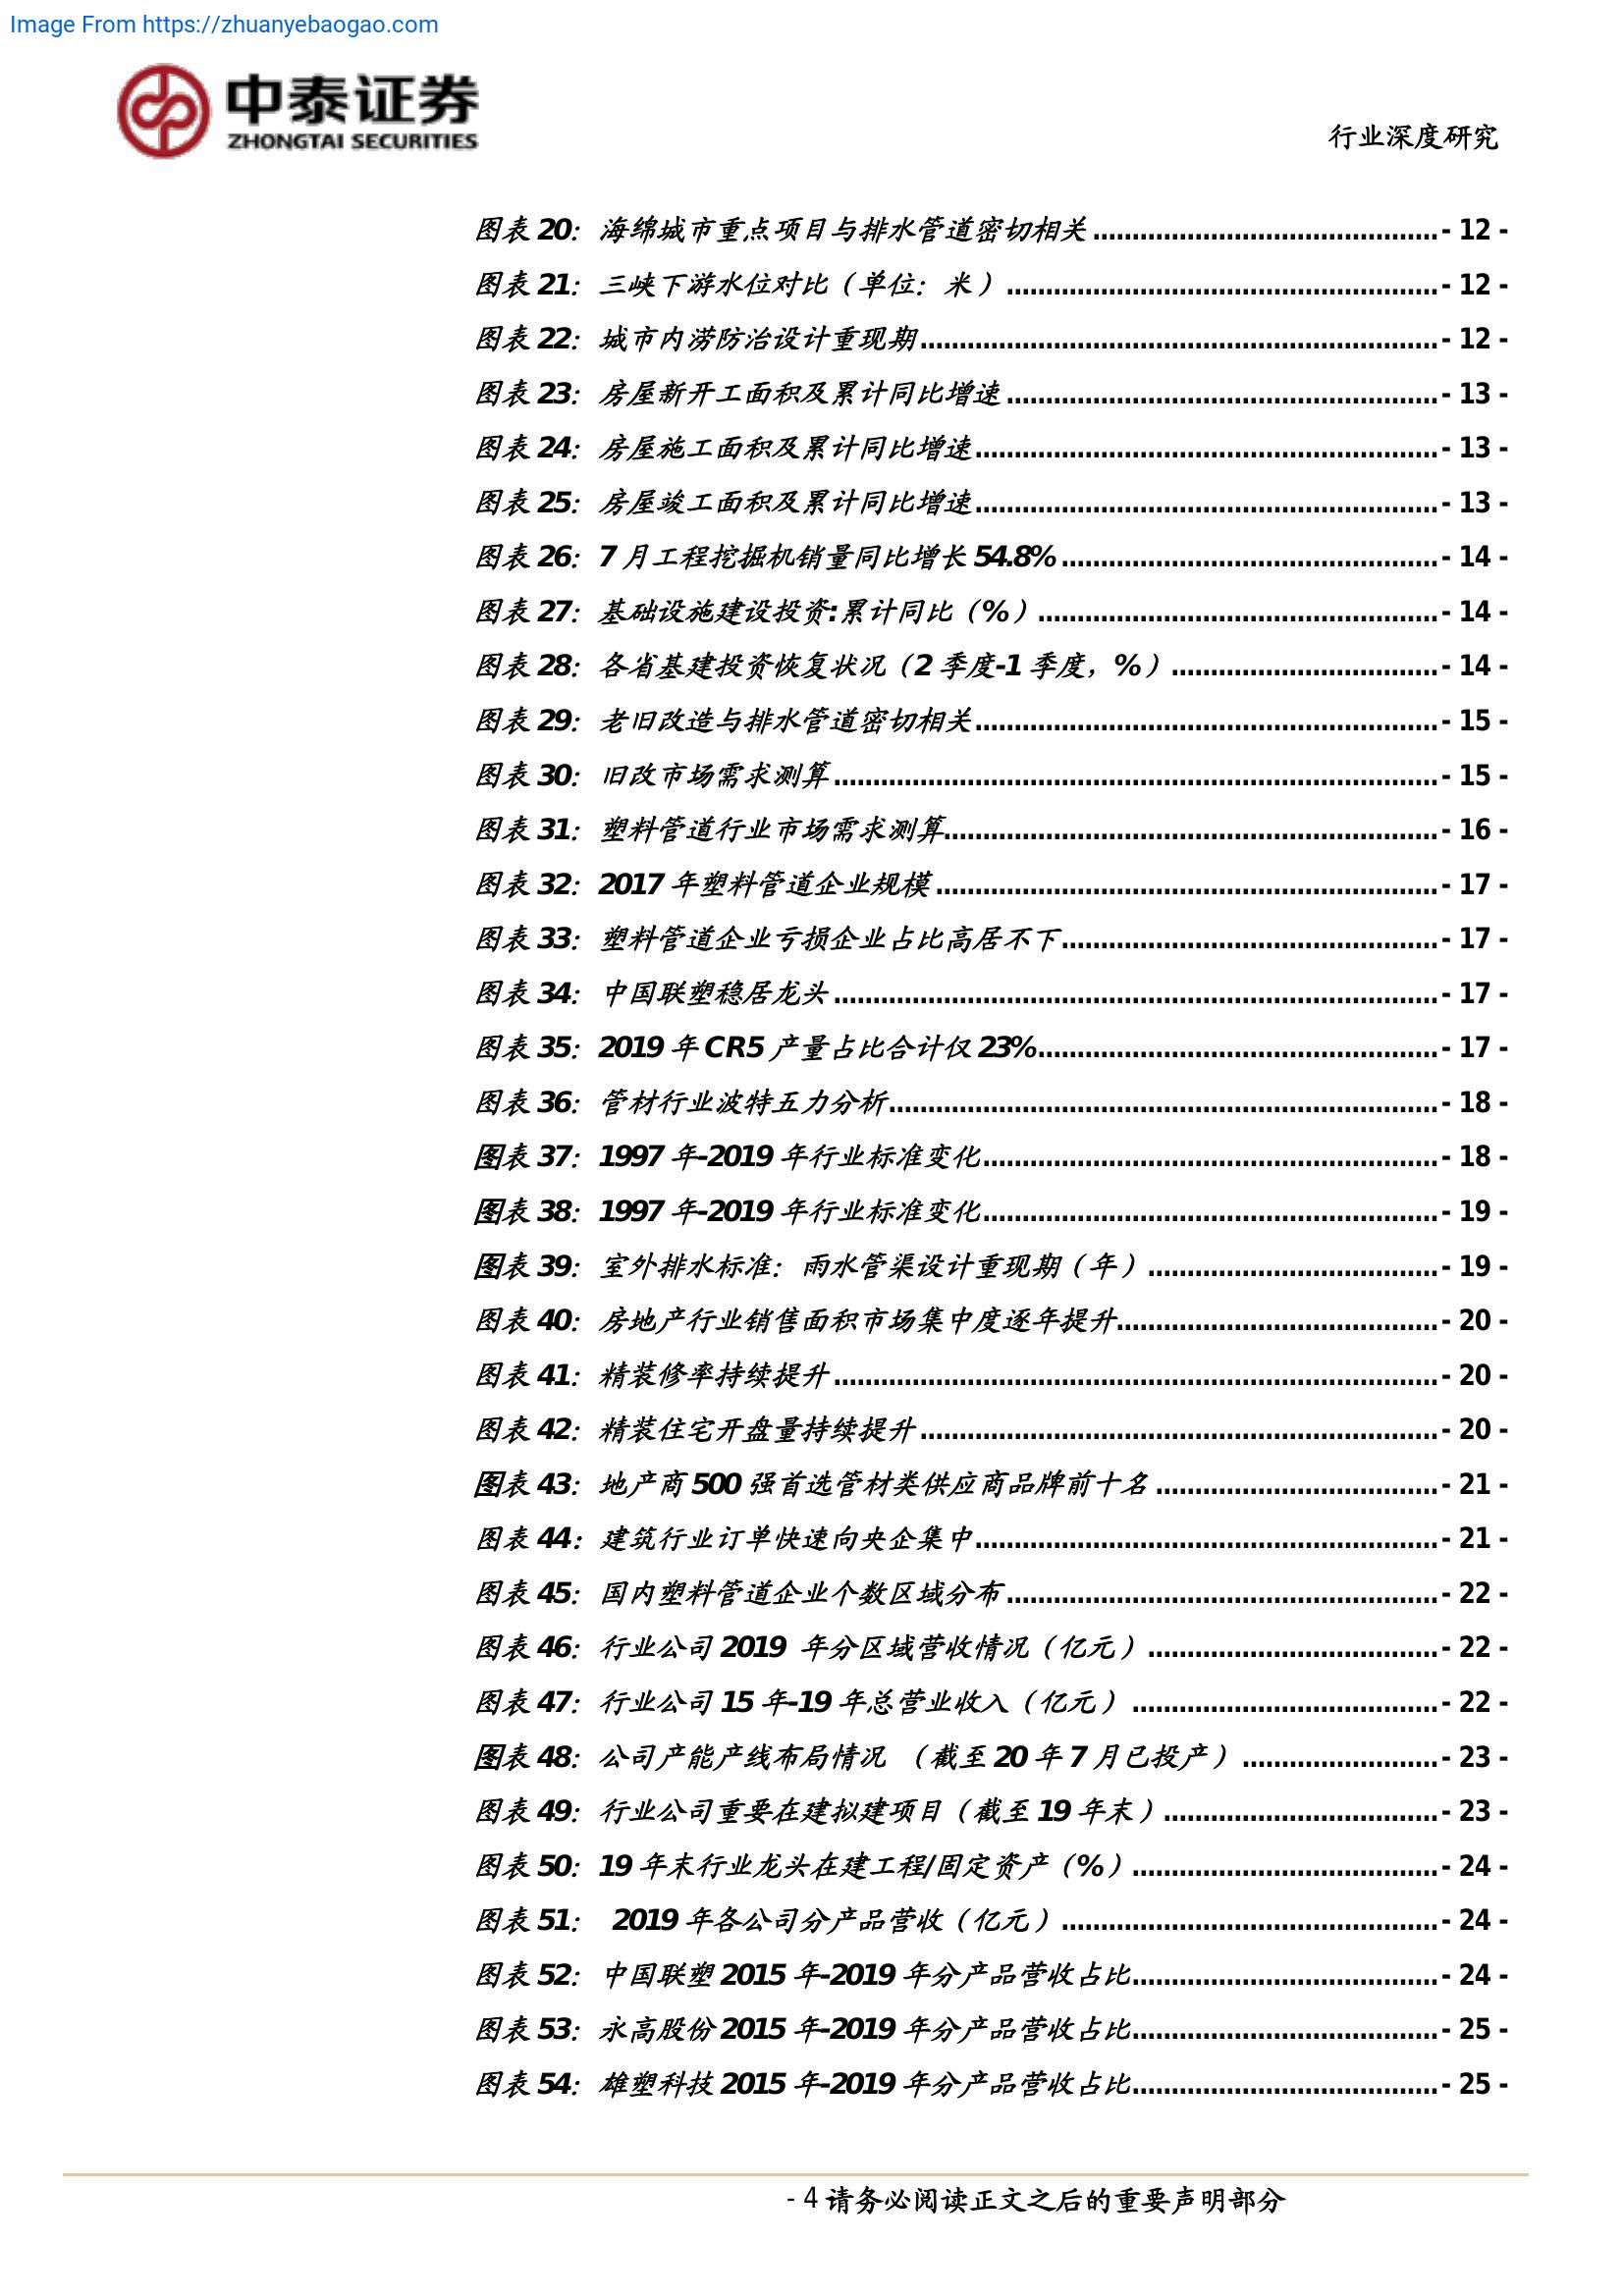 Image From https://zhuanyebaogao.com
中泰证券
ZHONGTAI SECURITIES
行业深度研究
图表 20：海绵城市重点项目与排水管道密切相关 - 12 -
图表 21：三峡下游水位对比（单位：米） - 12 -
图表 22：城市内涝防治设计重现期 - 12 -
图表 23：房屋新开工面积及累计同比增速 - 13 -
图表 24：房屋施工面积及累计同比增速 - 13 -
图表 25：房屋竣工面积及累计同比增速 - 13 -
图表 26：7 月工程挖掘机销量同比增长 54.8% - 14 -
图表 27：基础设施建设投资:累计同比（%） - 14 -
图表 28：各省基建投资恢复状况（2 季度-1 季度，%） - 14 -
图表 29：老旧改造与排水管道密切相关 - 15 -
图表 30：旧改市场需求测算 - 15 -
图表 31：塑料管道行业市场需求测算 - 16 -
图表 32：2017 年塑料管道企业规模 - 17 -
图表 33：塑料管道企业亏损企业占比高居不下 - 17 -
图表 34：中国联塑稳居龙头 - 17 -
图表 35：2019 年 CR5 产量占比合计仅 23% - 17 -
图表 36：管材行业波特五力分析 - 18 -
图表 37：1997 年-2019 年行业标准变化 - 18 -
图表 38：1997 年-2019 年行业标准变化 - 19 -
图表 39：室外排水标准：雨水管渠设计重现期（年） - 19 -
图表 40：房地产行业销售面积市场集中度逐年提升 - 20 -
图表 41：精装修率持续提升 - 20 -
图表 42：精装住宅开盘量持续提升 - 20 -
图表 43：地产商 500 强首选管材类供应商品牌前十名 - 21 -
图表 44：建筑行业订单快速向央企集中 - 21 -
图表 45：国内塑料管道企业个数区域分布 - 22 -
图表 46：行业公司 2019 年分区域营收情况（亿元） - 22 -
图表 47：行业公司 15 年-19 年总营业收入（亿元） - 22 -
图表 48：公司产能产线布局情况 （截至 20 年 7 月已投产） - 23 -
图表 49：行业公司重要在建拟建项目（截至 19 年末） - 23 -
图表 50：19 年末行业龙头在建工程/固定资产（%） - 24 -
图表 51： 2019 年各公司分产品营收（亿元） - 24 -
图表 52：中国联塑 2015 年-2019 年分产品营收占比 - 24 -
图表 53：永高股份 2015 年-2019 年分产品营收占比 - 25 -
图表 54：雄塑科技 2015 年-2019 年分产品营收占比 - 25 -
- 4 请务必阅读正文之后的重要声明部分